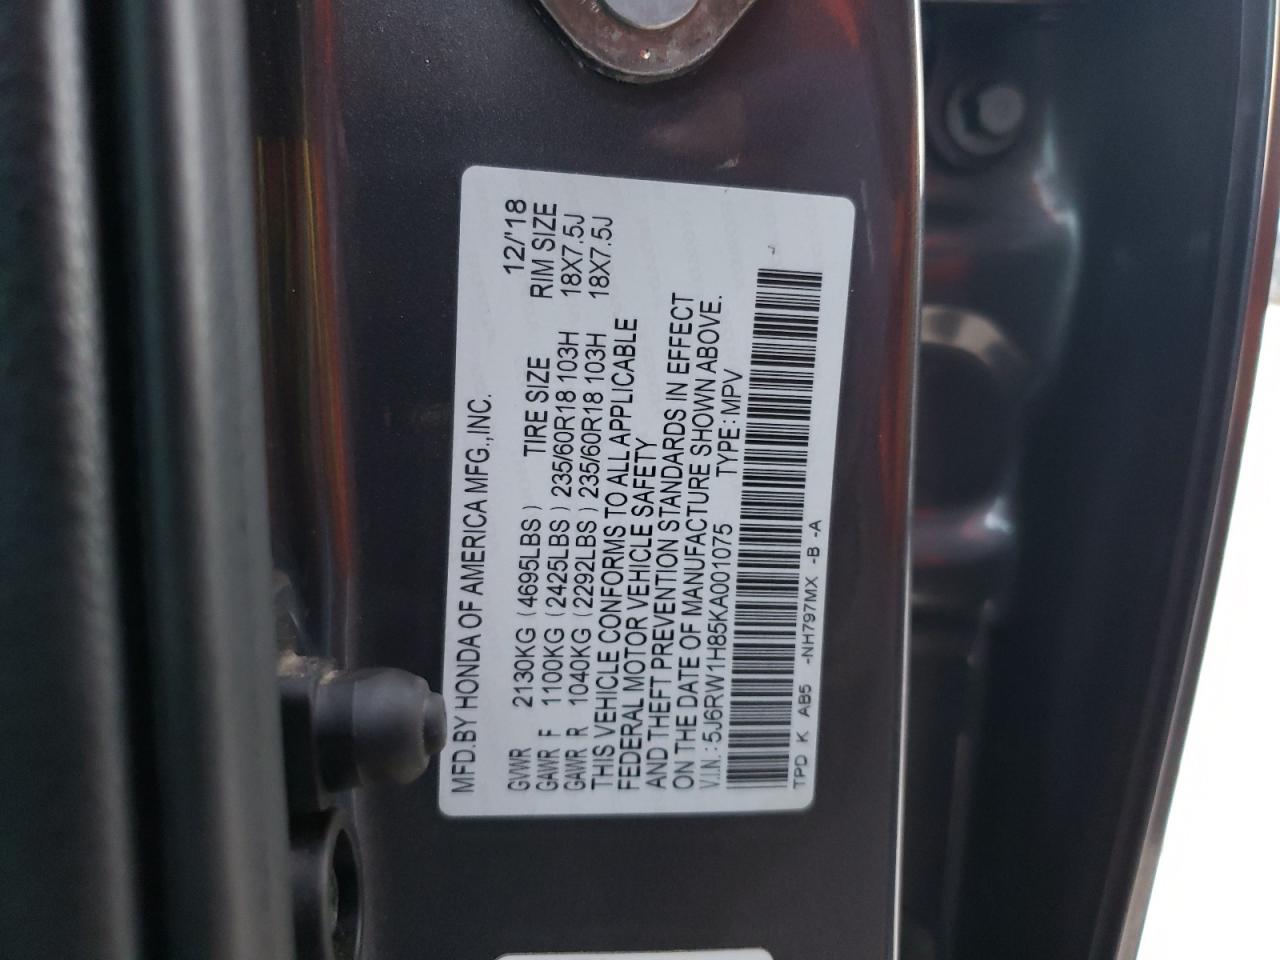 MFD.BY HONDA OF AMERICA MFG.,INC.
12/'18
GVWR 2130KG (4695LBS) TIRE SIZE RIM SIZE
GAWR F 1100KG (2425LBS) 235/60R18 103H 18X7.5J
GAWR R 1040KG (2292LBS) 235/60R18 103H 18X7.5J
THIS VEHICLE CONFORMS TO ALL APPLICABLE
FEDERAL MOTOR VEHICLE SAFETY
AND THEFT PREVENTION STANDARDS IN EFFECT
ON THE DATE OF MANUFACTURE SHOWN ABOVE.
V.I.N.: 5J6RW1H85KA001075 TYPE: MPV
TPD K AB5 -NH797MX -B -A